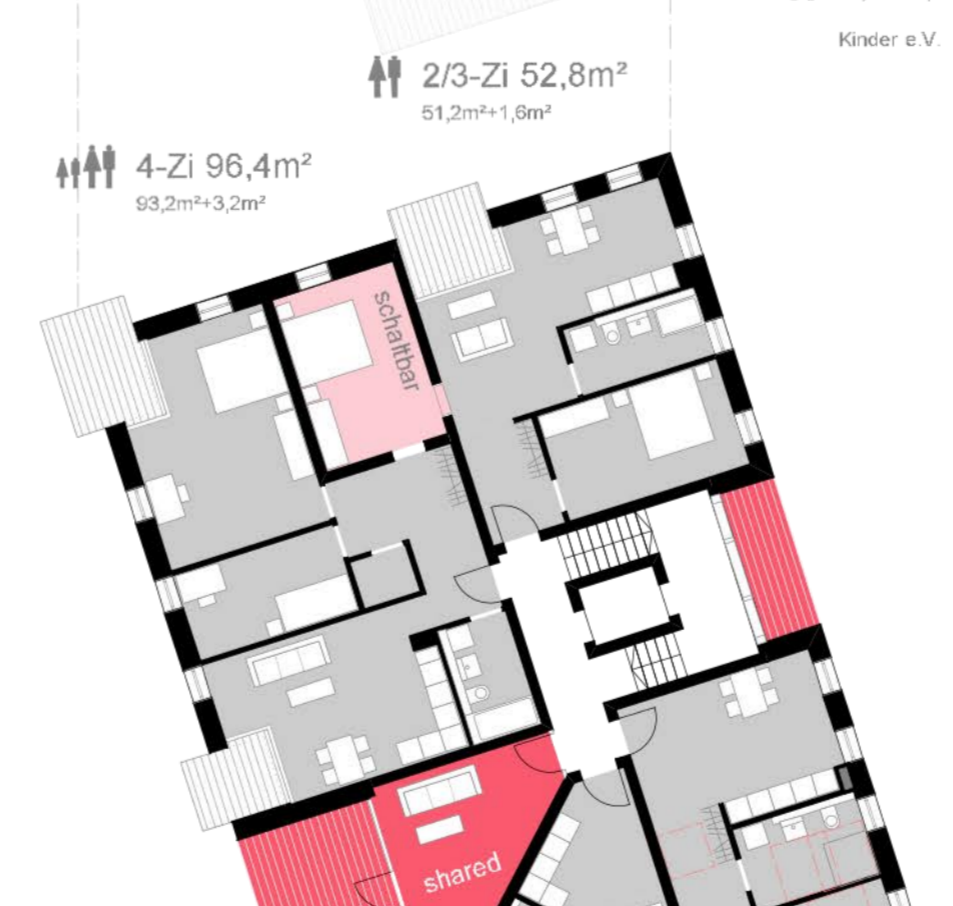 Kinder e.V.
2/3-Zi 52,8m²
51,2m²+1,6m²
4-Zi 96,4m²
93,2m²+3,2m²
schaltbar
shared